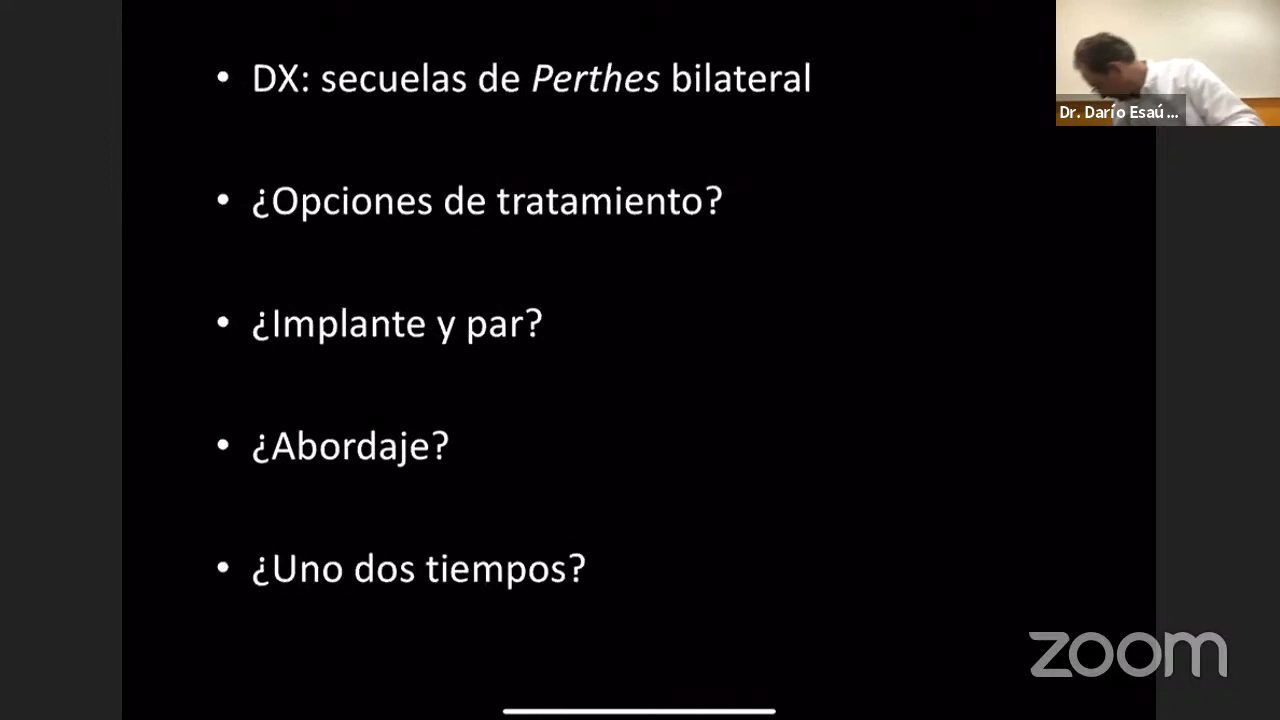 • DX: secuelas de Perthes bilateral
Dr. Darío Esaú ...
• ¿Opciones de tratamiento?
• ¿Implante y par?
• ¿Abordaje?
• ¿Uno dos tiempos?
zoom